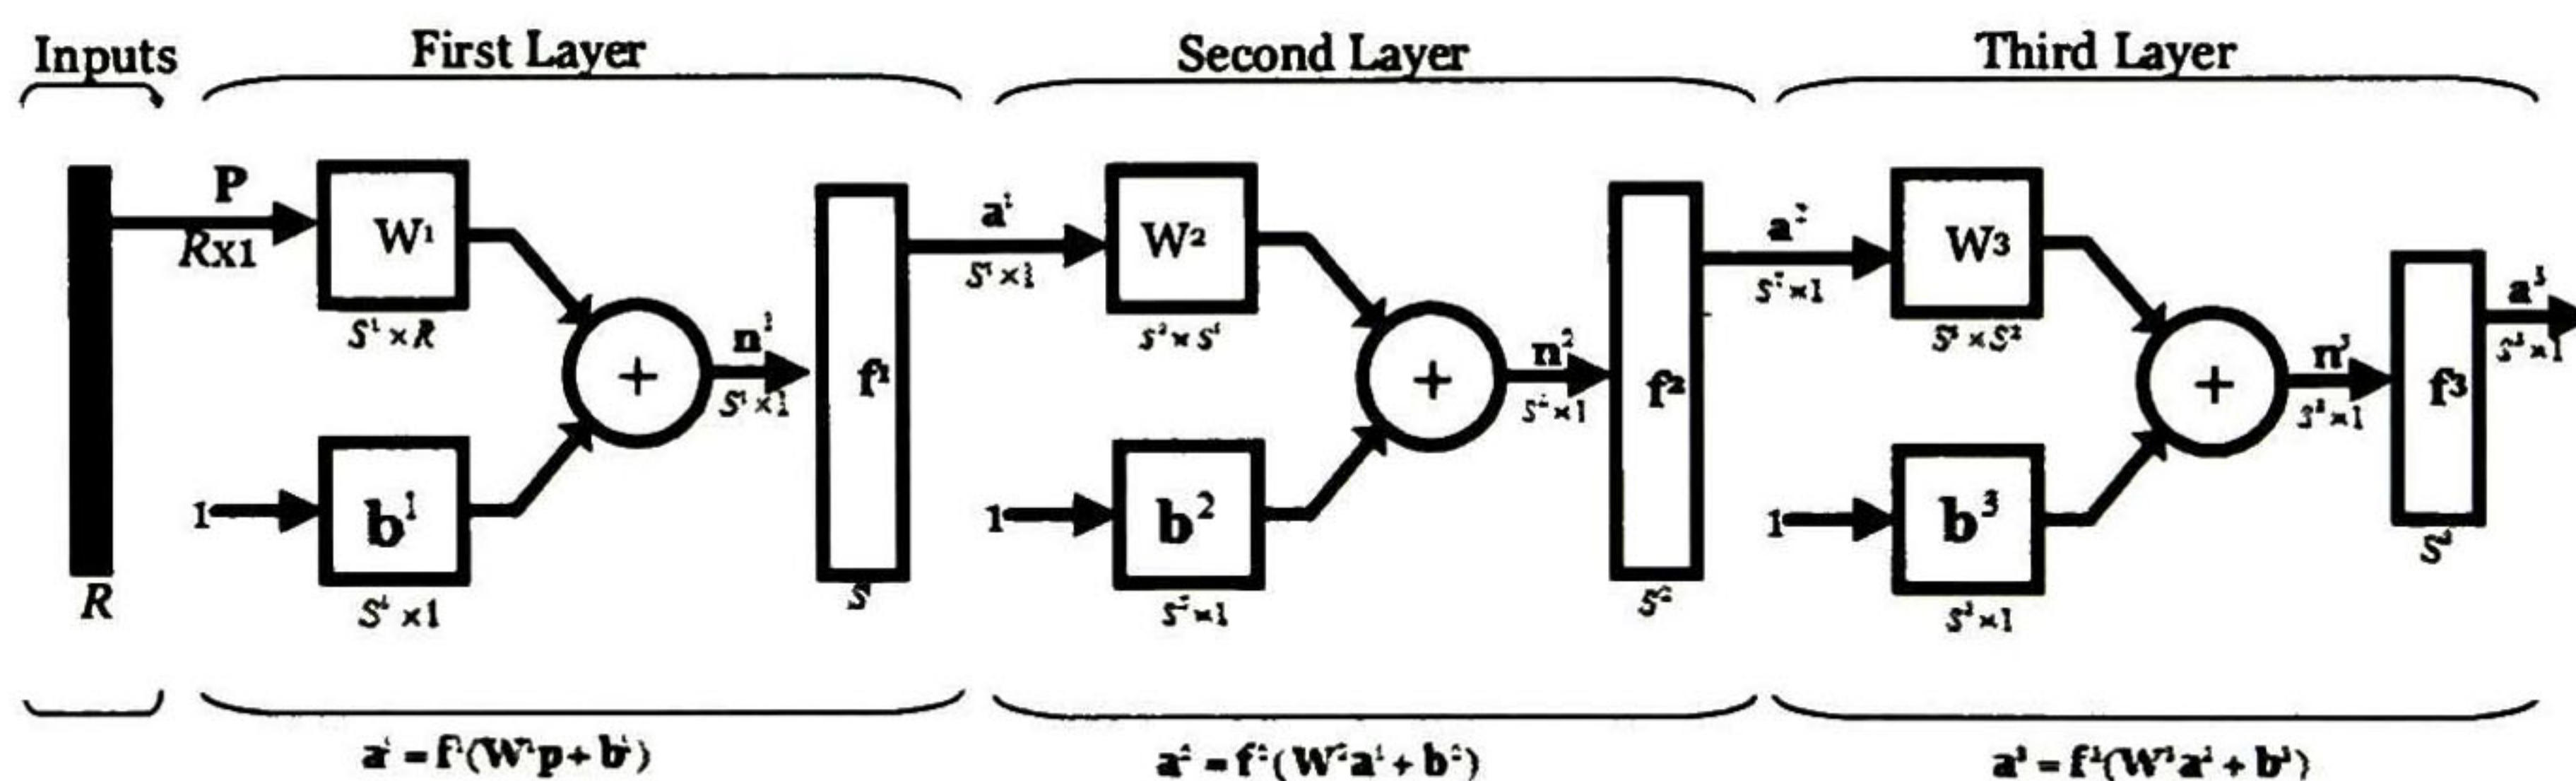 Inputs
First Layer
Second Layer
Third Layer
P
Rx1
W1
S¹ × R
1
b¹
S¹ ×1
R
+
n¹
S¹ ×1
f1
S
a¹
S¹ ×1
W2
S² × S¹
1
b²
S² ×1
+
n²
S² ×1
f2
S²
a²
S² ×1
W3
S³ × S²
1
b³
S³ ×1
+
n³
S³ ×1
f3
S³
a³
S³ ×1
a¹ = f¹(W¹p + b¹)
a² = f²(W²a¹ + b²)
a³ = f³(W³a² + b³)